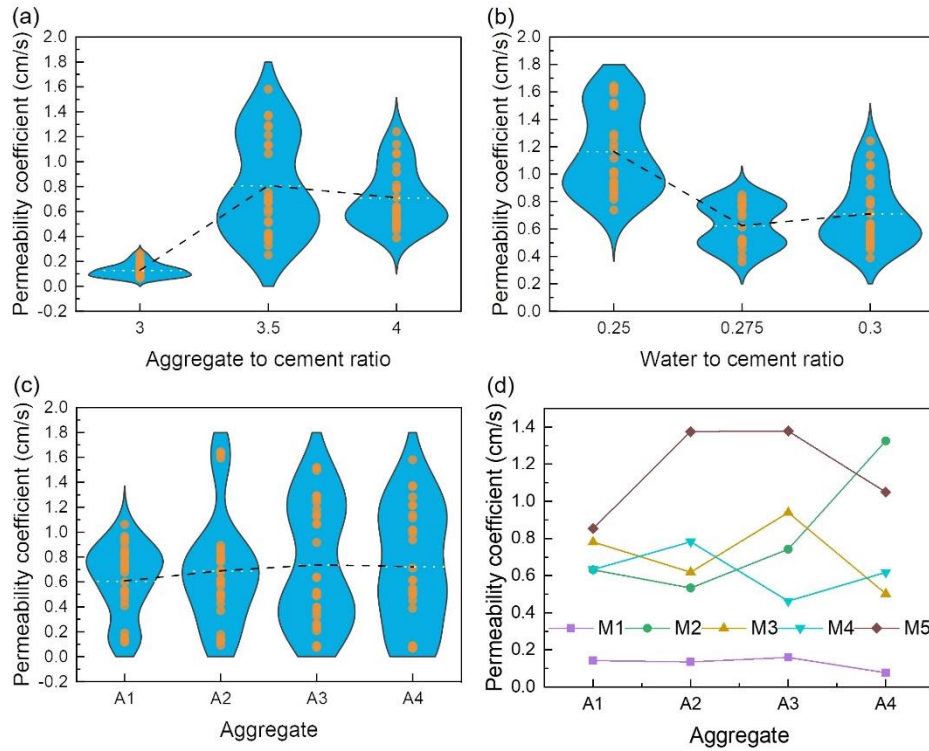 (a)
Permeability coefficient (cm/s)
2.0
1.8
1.6
1.4
1.2
1.0
0.8
0.6
0.4
0.2
0.0
-0.2
3 3.5 4
Aggregate to cement ratio
(b)
Permeability coefficient (cm/s)
2.0
1.8
1.6
1.4
1.2
1.0
0.8
0.6
0.4
0.2
0.0
0.25 0.275 0.3
Water to cement ratio
(c)
Permeability coefficient (cm/s)
2.0
1.8
1.6
1.4
1.2
1.0
0.8
0.6
0.4
0.2
0.0
-0.2
A1 A2 A3 A4
Aggregate
(d)
Permeability coefficient (cm/s)
1.4
1.2
1.0
0.8
0.6
0.4
0.2
0.0
M1 M2 M3 M4 M5
A1 A2 A3 A4
Aggregate